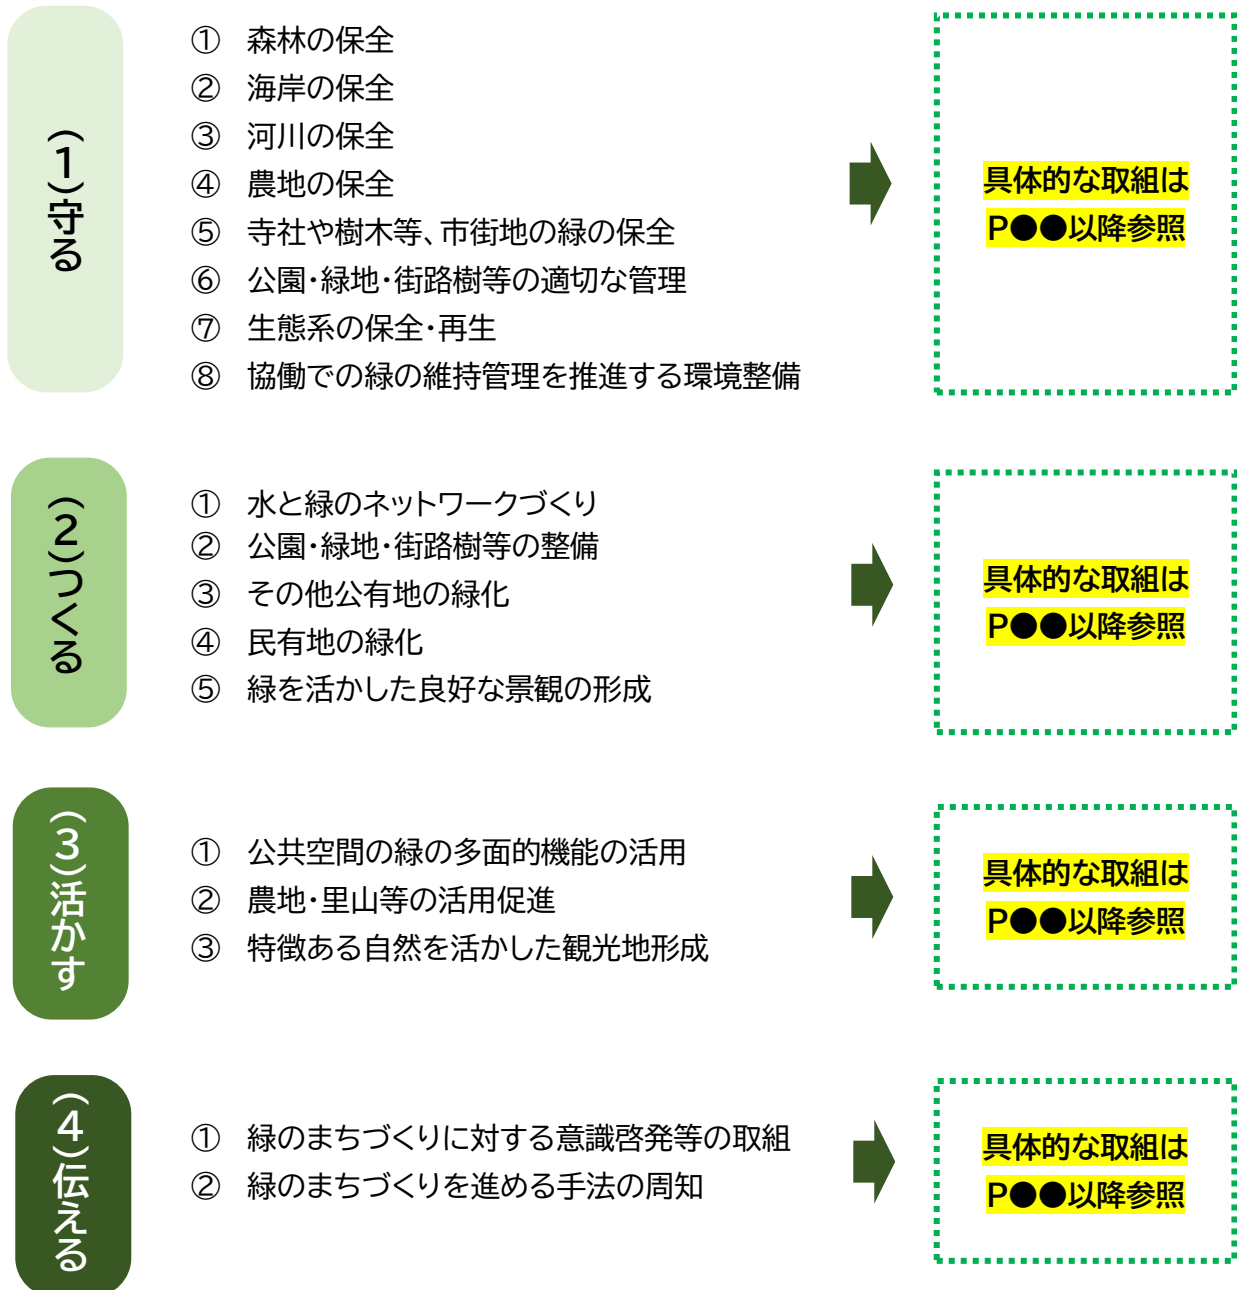 (1)守る
① 森林の保全
② 海岸の保全
③ 河川の保全
④ 農地の保全
⑤ 寺社や樹木等、市街地の緑の保全
⑥ 公園・緑地・街路樹等の適切な管理
⑦ 生態系の保全・再生
⑧ 協働での緑の維持管理を推進する環境整備
具体的な取組は
P●●以降参照
(2)つくる
① 水と緑のネットワークづくり
② 公園・緑地・街路樹等の整備
③ その他公有地の緑化
④ 民有地の緑化
⑤ 緑を活かした良好な景観の形成
具体的な取組は
P●●以降参照
(3)活かす
① 公共空間の緑の多面的機能の活用
② 農地・里山等の活用促進
③ 特徴ある自然を活かした観光地形成
具体的な取組は
P●●以降参照
(4)伝える
① 緑のまちづくりに対する意識啓発等の取組
② 緑のまちづくりを進める手法の周知
具体的な取組は
P●●以降参照